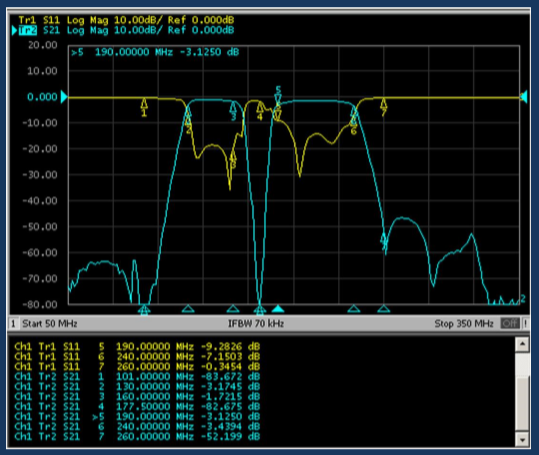 Tr1 S11 Log Mag 10.00dB/ Ref 0.000dB
Tr2 S21 Log Mag 10.00dB/ Ref 0.000dB
20.00
>5 190.00000 MHz -3.1250 dB
10.00
0.000
-10.00
-20.00
-30.00
-40.00
-50.00
-60.00
-70.00
-80.00
1 Start 50 MHz IFBW 70 kHz Stop 350 MHz Off !
Ch1 Tr1 S11 5 190.00000 MHz -9.2826 dB
Ch1 Tr1 S11 6 240.00000 MHz -7.1503 dB
Ch1 Tr1 S11 7 260.00000 MHz -0.3454 dB
Ch1 Tr2 S21 1 101.00000 MHz -83.672 dB
Ch1 Tr2 S21 2 130.00000 MHz -3.1745 dB
Ch1 Tr2 S21 3 160.00000 MHz -1.7215 dB
Ch1 Tr2 S21 4 177.50000 MHz -82.675 dB
Ch1 Tr2 S21 >5 190.00000 MHz -3.1250 dB
Ch1 Tr2 S21 6 240.00000 MHz -3.4394 dB
Ch1 Tr2 S21 7 260.00000 MHz -52.199 dB